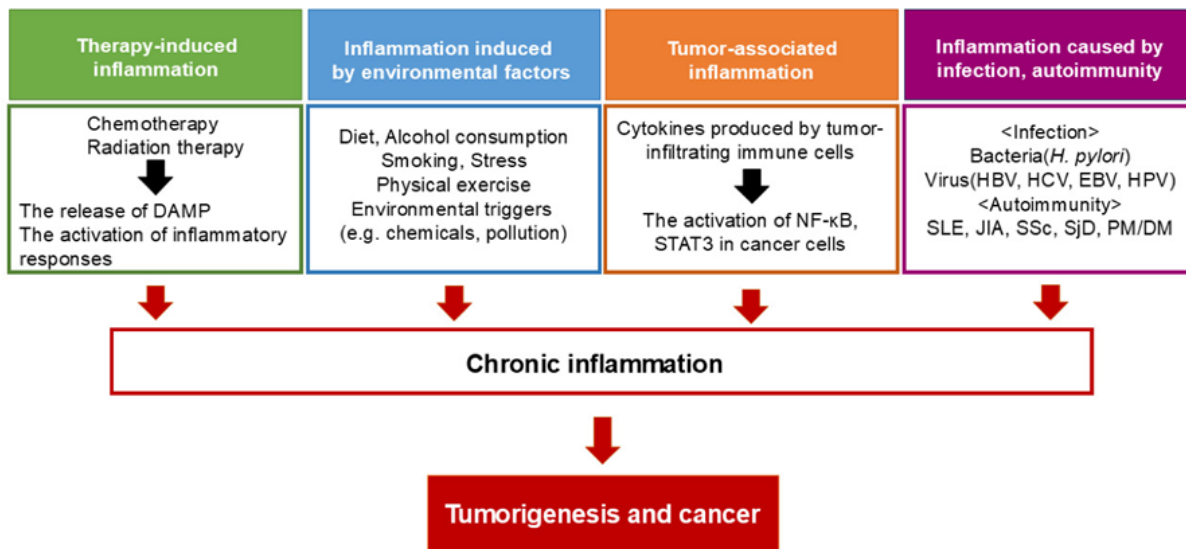 Therapy-induced
inflammation
Chemotherapy
Radiation therapy
The release of DAMP
The activation of inflammatory
responses
Inflammation induced
by environmental factors
Diet, Alcohol consumption
Smoking, Stress
Physical exercise
Environmental triggers
(e.g. chemicals, pollution)
Tumor-associated
inflammation
Cytokines produced by tumor-
infiltrating immune cells
The activation of NF-κB,
STAT3 in cancer cells
Inflammation caused by
infection, autoimmunity
<Infection>
Bacteria(H. pylori)
Virus(HBV, HCV, EBV, HPV)
<Autoimmunity>
SLE, JIA, SSc, SjD, PM/DM
Chronic inflammation
Tumorigenesis and cancer